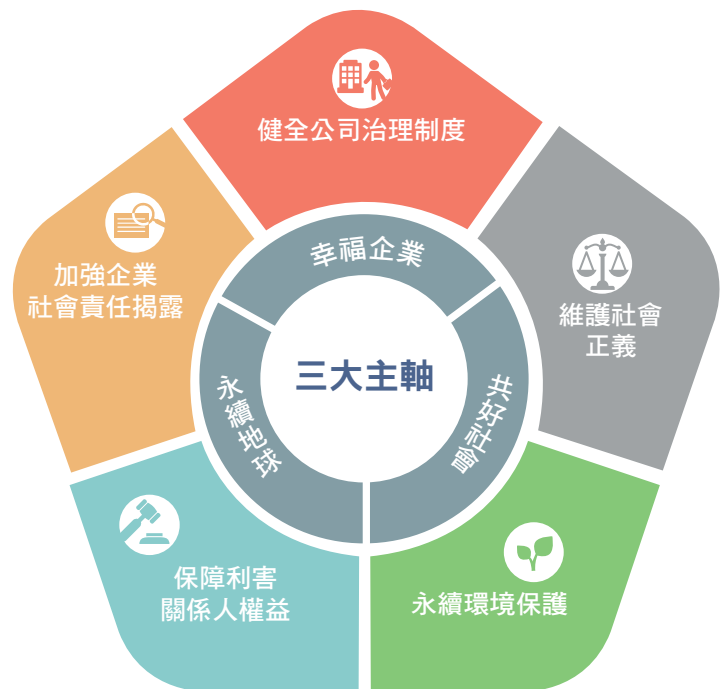 健全公司治理制度
加強企業
社會責任揭露
維護社會
正義
幸福企業
三大主軸
永續地球
共好社會
保障利害
關係人權益
永續環境保護